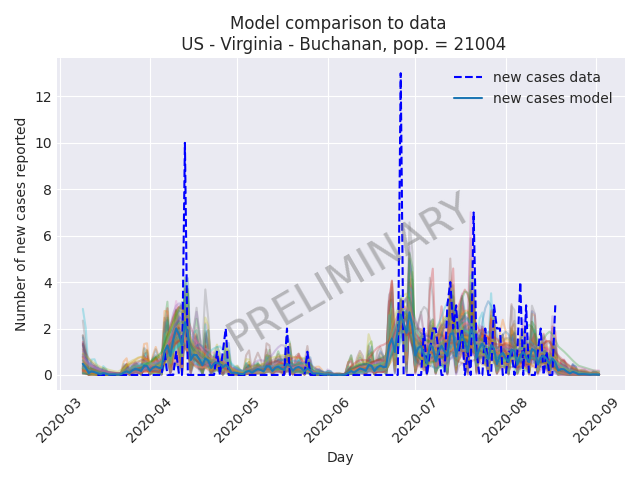 Model comparison to data
US - Virginia - Buchanan, pop. = 21004
new cases data
new cases model
Number of new cases reported
12
10
8
6
4
2
0
PRELIMINARY
2020-03
2020-04
2020-05
2020-06
2020-07
2020-08
2020-09
Day